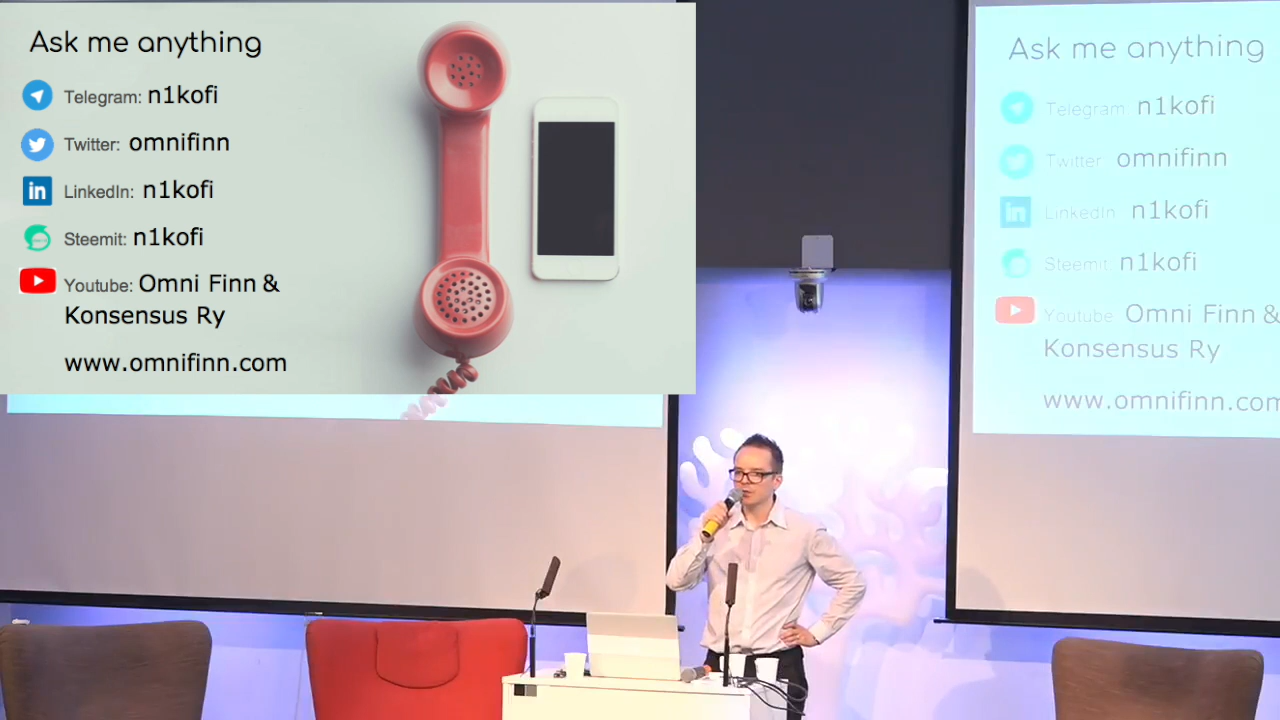 Ask me anything
Telegram: n1kofi
Twitter: omnifinn
in LinkedIn: n1kofi
Steemit: n1kofi
Youtube: Omni Finn &
Konsensus Ry
www.omnifinn.com
Ask me anything
Telegram: n1kofi
Twitter: omnifinn
in LinkedIn: n1kofi
Steemit: n1kofi
Youtube: Omni Finn &
Konsensus Ry
www.omnifinn.com